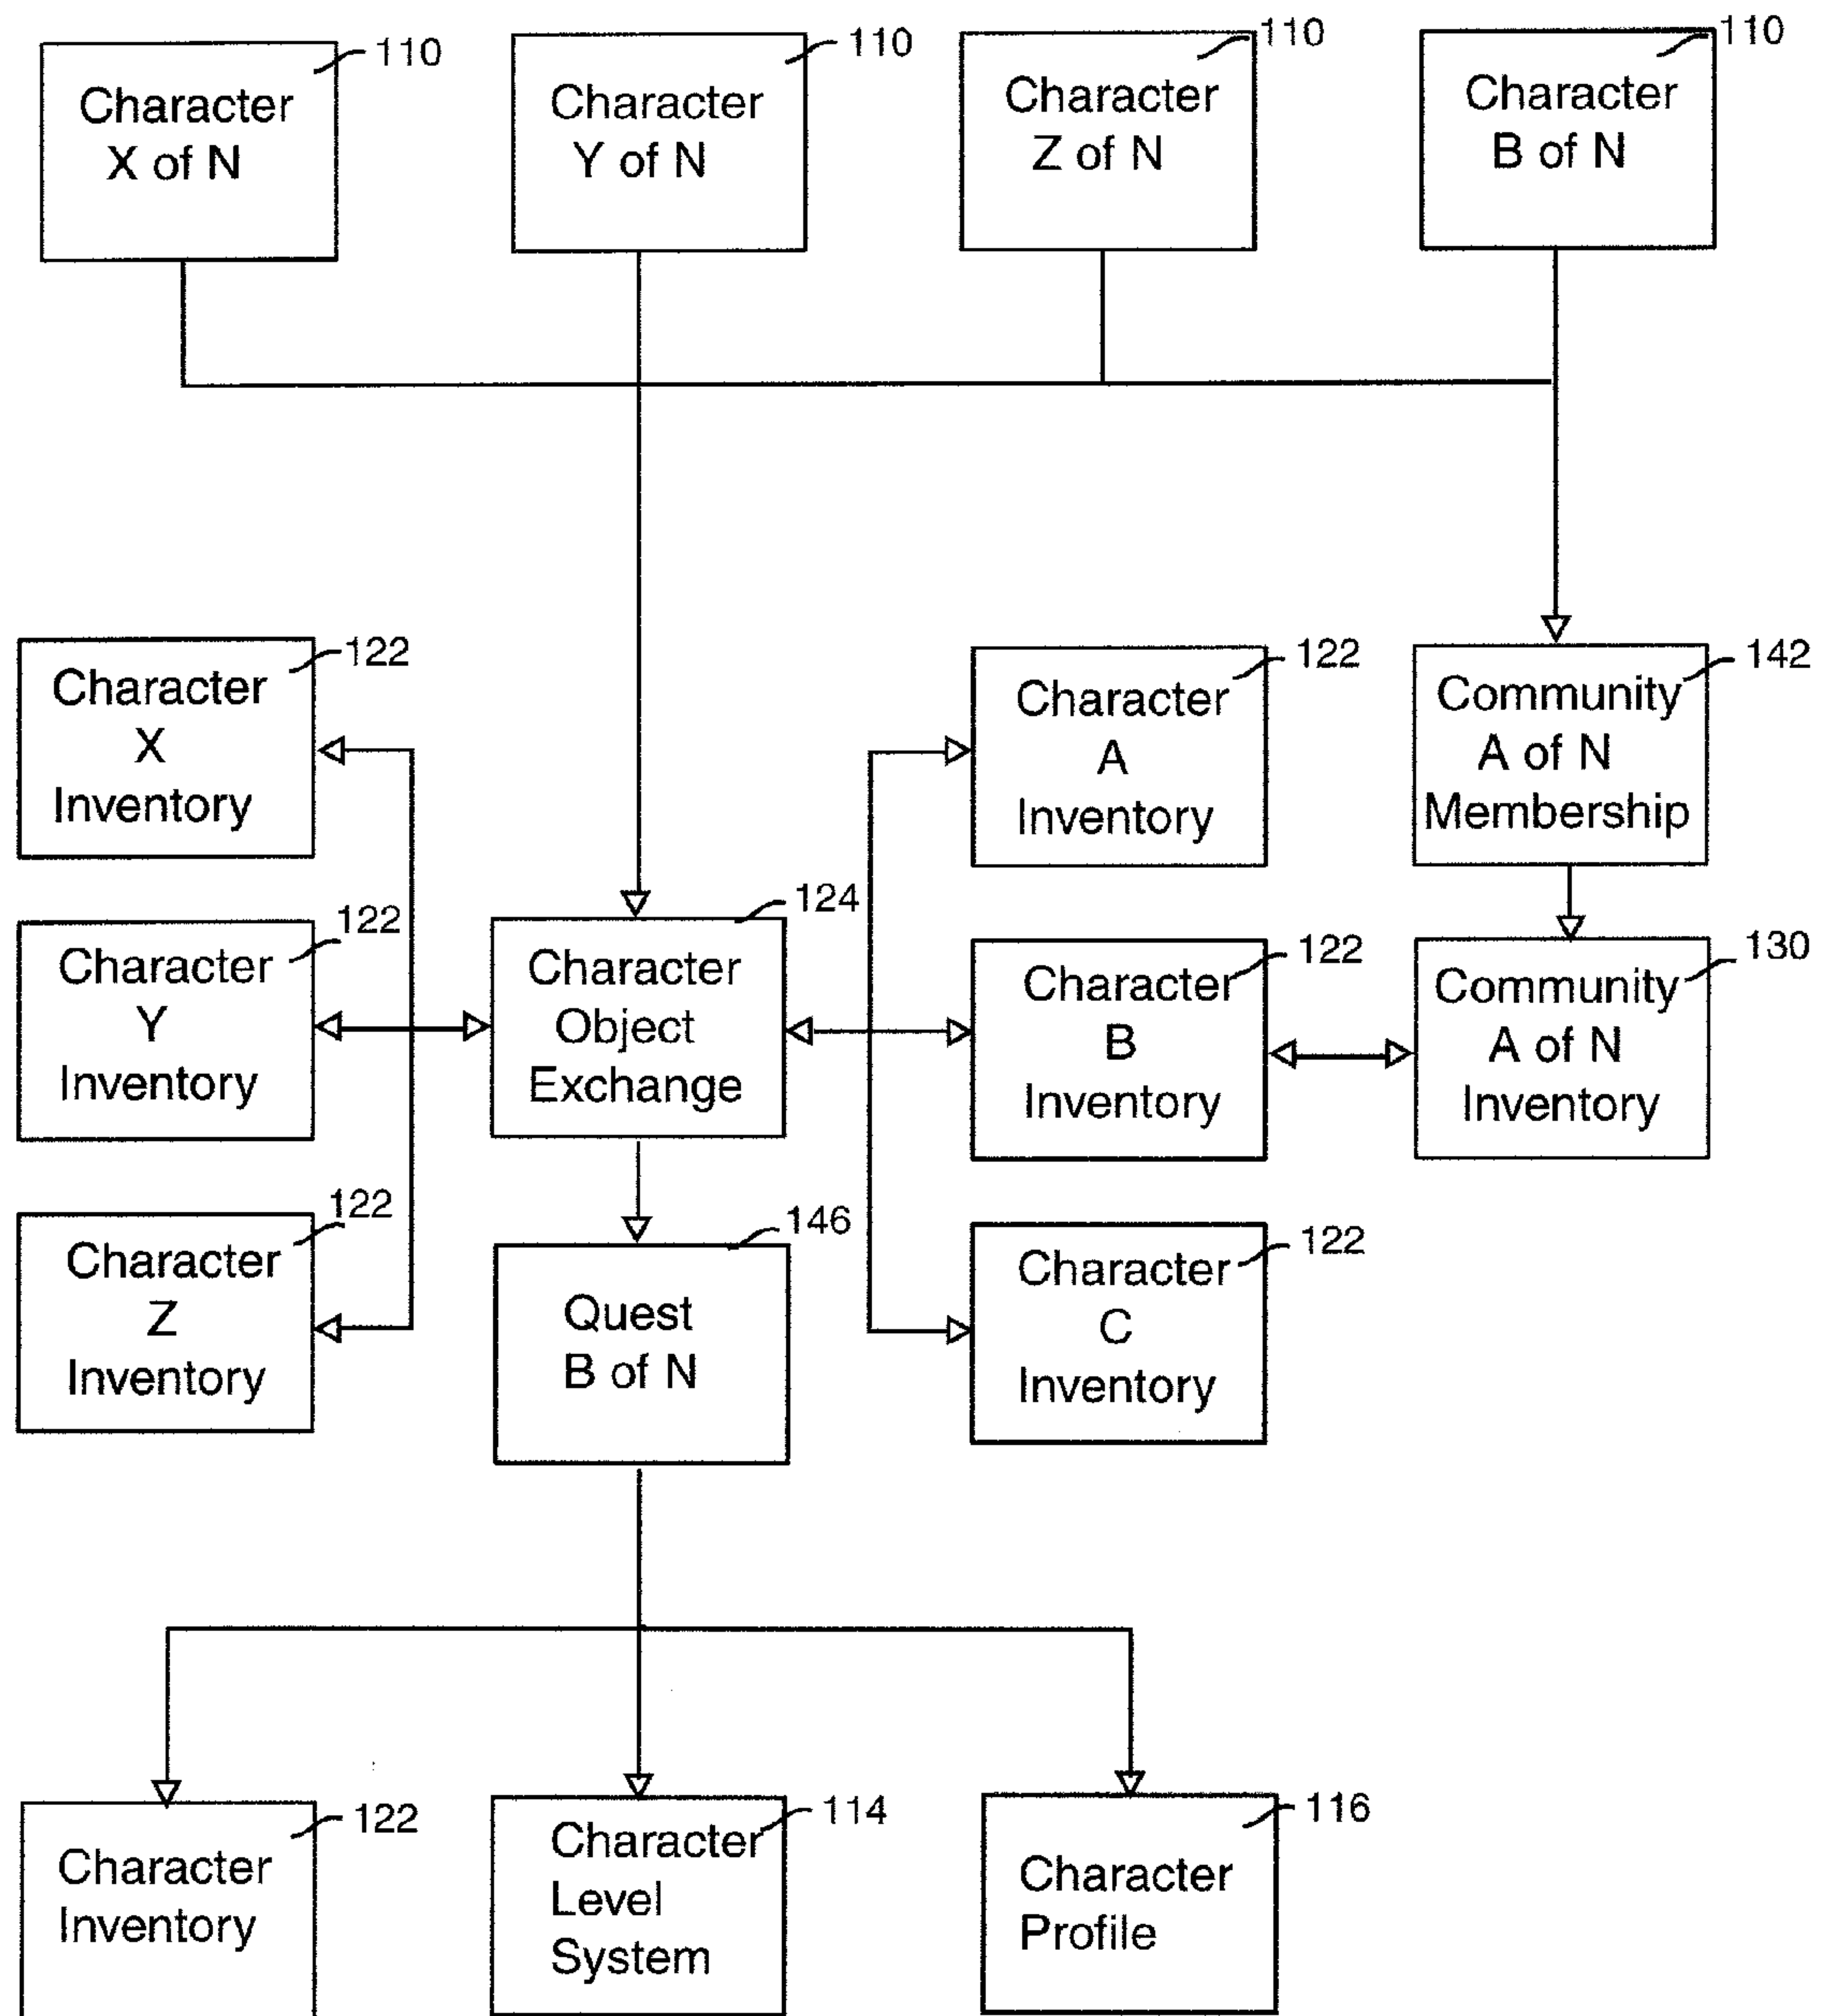 110
Character
X of N
110
Character
Y of N
110
Character
Z of N
110
Character
B of N
122
Character
X
Inventory
122
Character
A
Inventory
142
Community
A of N
Membership
122
Character
Y
Inventory
124
Character
Object
Exchange
122
Character
B
Inventory
130
Community
A of N
Inventory
122
Character
Z
Inventory
146
Quest
B of N
122
Character
C
Inventory
122
Character
Inventory
114
Character
Level
System
116
Character
Profile